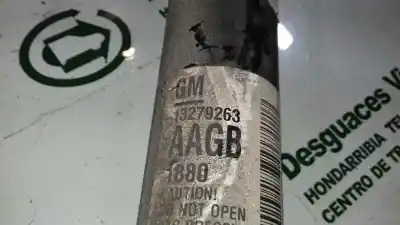 GM
13279263
AAGB
1880
CAUTION!
NOT OPEN
Desguaces
HONDARRIBIA
CENTRO DE